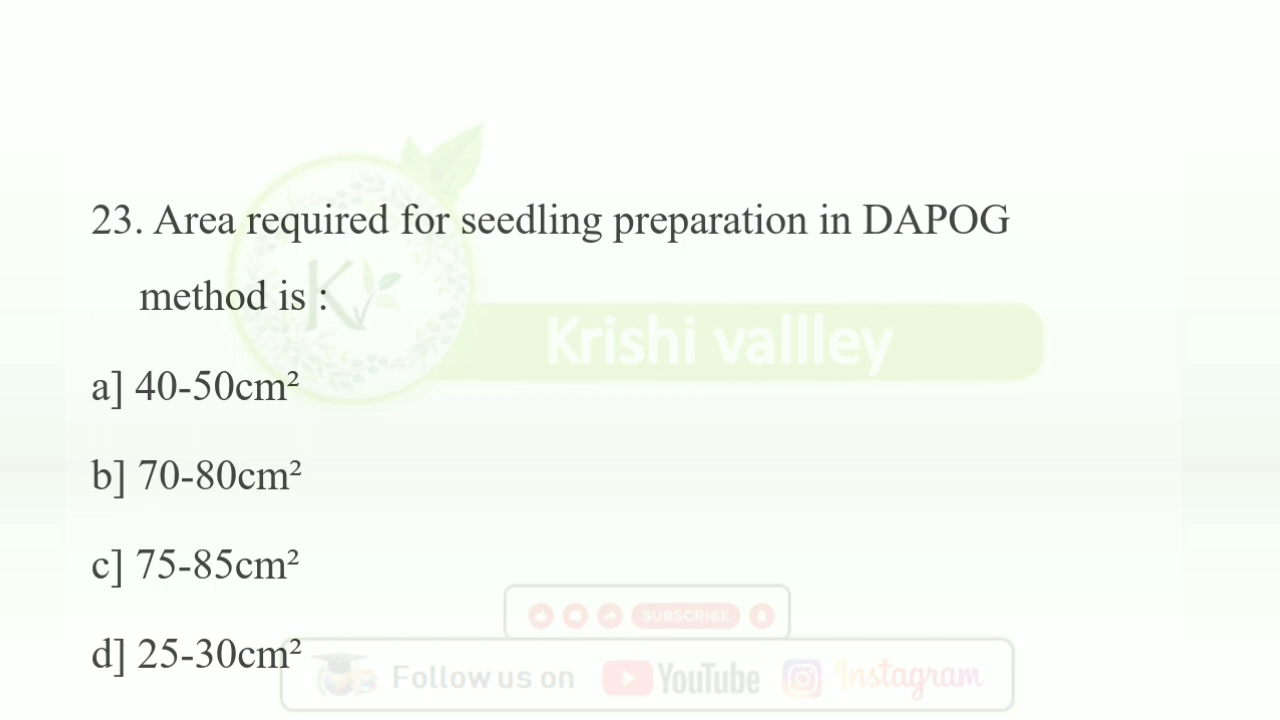 23. Area required for seedling preparation in DAPOG
method is :
Krishi vallley
a] 40-50cm²
b] 70-80cm²
c] 75-85cm²
SUBSCRIBE
d] 25-30cm²
Follow us on YouTube Instagram